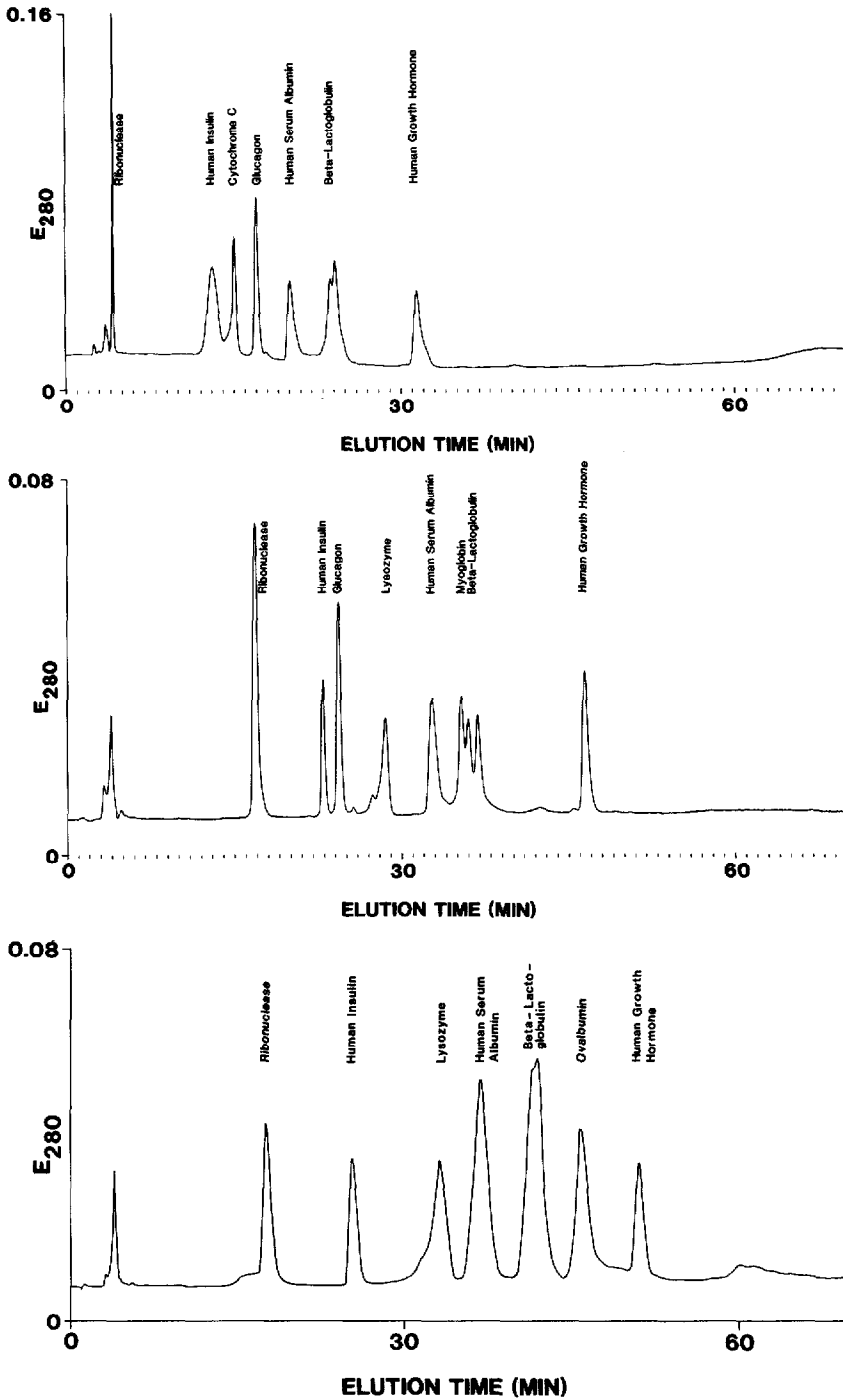 0.16
Ribonuclease
Human Insulin
Cytochrome C
Glucagon
Human Serum Albumin
Beta-Lactoglobulin
Human Growth Hormone
E280
0
0
30
60
ELUTION TIME (MIN)
0.08
Ribonuclease
Human Insulin
Glucagon
Lysozyme
Human Serum Albumin
Myoglobin
Beta-Lactoglobulin
Human Growth Hormone
E280
0
0
30
60
ELUTION TIME (MIN)
0.08
Ribonuclease
Human Insulin
Lysozyme
Human Serum
Albumin
Beta-Lacto-
globulin
Ovalbumin
Human Growth
Hormone
E280
0
0
30
60
ELUTION TIME (MIN)